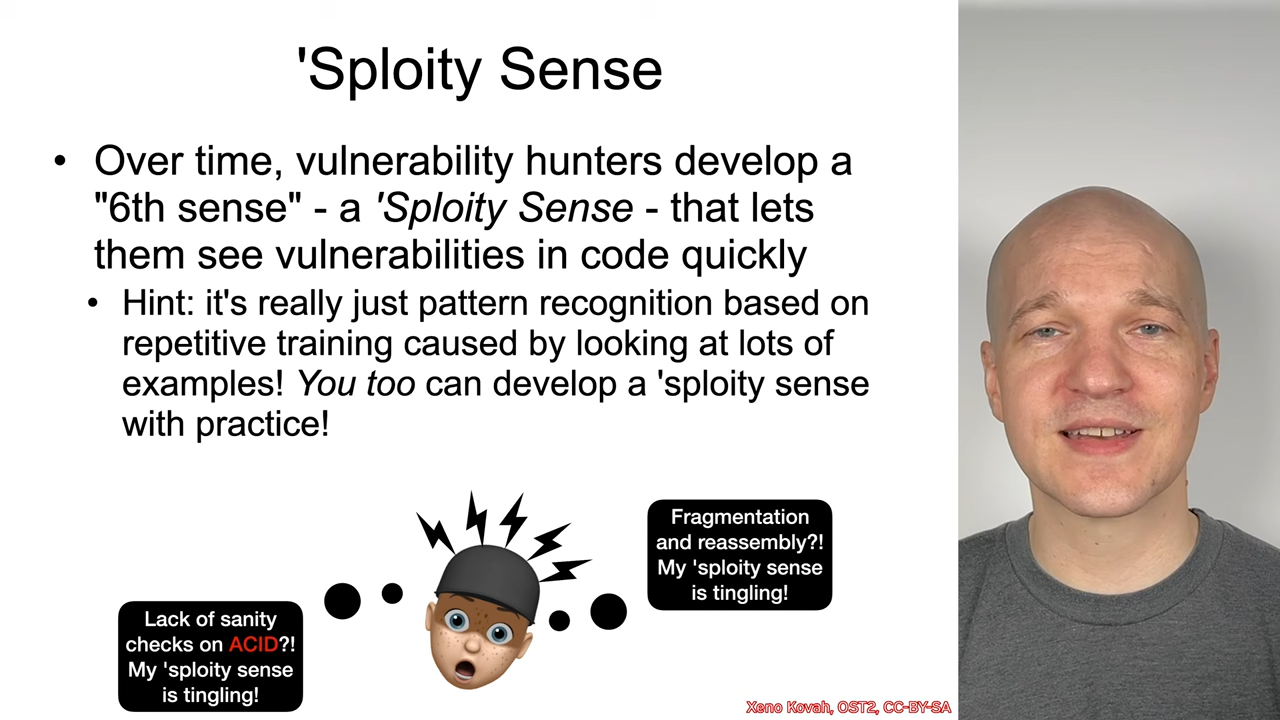 'Sploity Sense
• Over time, vulnerability hunters develop a
"6th sense" - a 'Sploity Sense - that lets
them see vulnerabilities in code quickly
• Hint: it's really just pattern recognition based on
repetitive training caused by looking at lots of
examples! You too can develop a 'sploity sense
with practice!
Fragmentation
and reassembly?!
My 'sploity sense
is tingling!
Lack of sanity
checks on ACID?!
My 'sploity sense
is tingling!
Xeno Kovah, OST2, CC-BY-SA